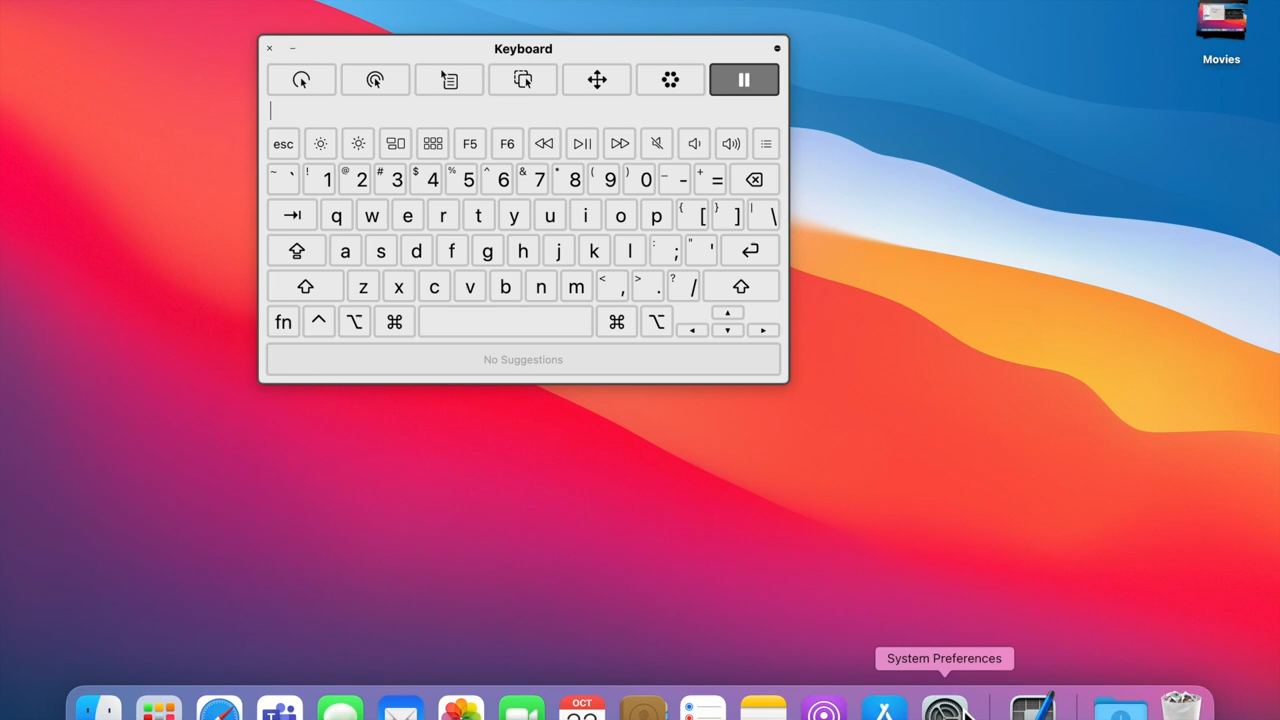 Keyboard
Movies
esc F5 F6
~ ` ! 1 @ 2 # 3 $ 4 % 5 ^ 6 & 7 * 8 ( 9 ) 0 _ - + =
q w e r t y u i o p { [ } ] | \
a s d f g h j k l : ; " '
z x c v b n m < , > . ? /
fn ^ ⌥ ⌘ ⌘ ⌥
No Suggestions
System Preferences
OCT